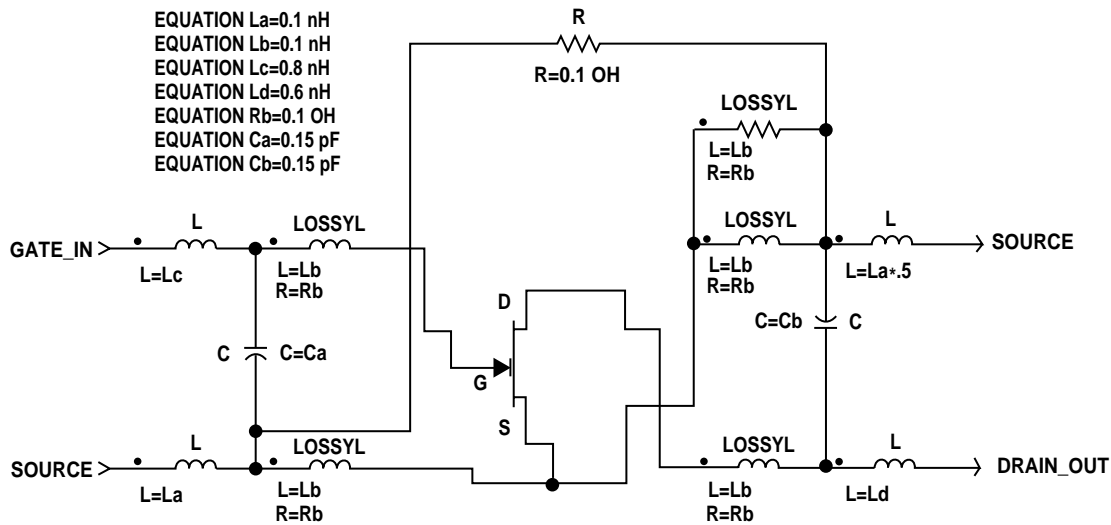 EQUATION La=0.1 nH
EQUATION Lb=0.1 nH
EQUATION Lc=0.8 nH
EQUATION Ld=0.6 nH
EQUATION Rb=0.1 OH
EQUATION Ca=0.15 pF
EQUATION Cb=0.15 pF
R
R=0.1 OH
LOSSYL
L=Lb
R=Rb
L
LOSSYL
LOSSYL
L
GATE_IN
SOURCE
L=Lc
L=Lb
R=Rb
L=Lb
R=Rb
L=La*.5
D
C=Cb
C
C
C=Ca
G
S
L
LOSSYL
LOSSYL
L
SOURCE
DRAIN_OUT
L=La
L=Lb
R=Rb
L=Lb
R=Rb
L=Ld